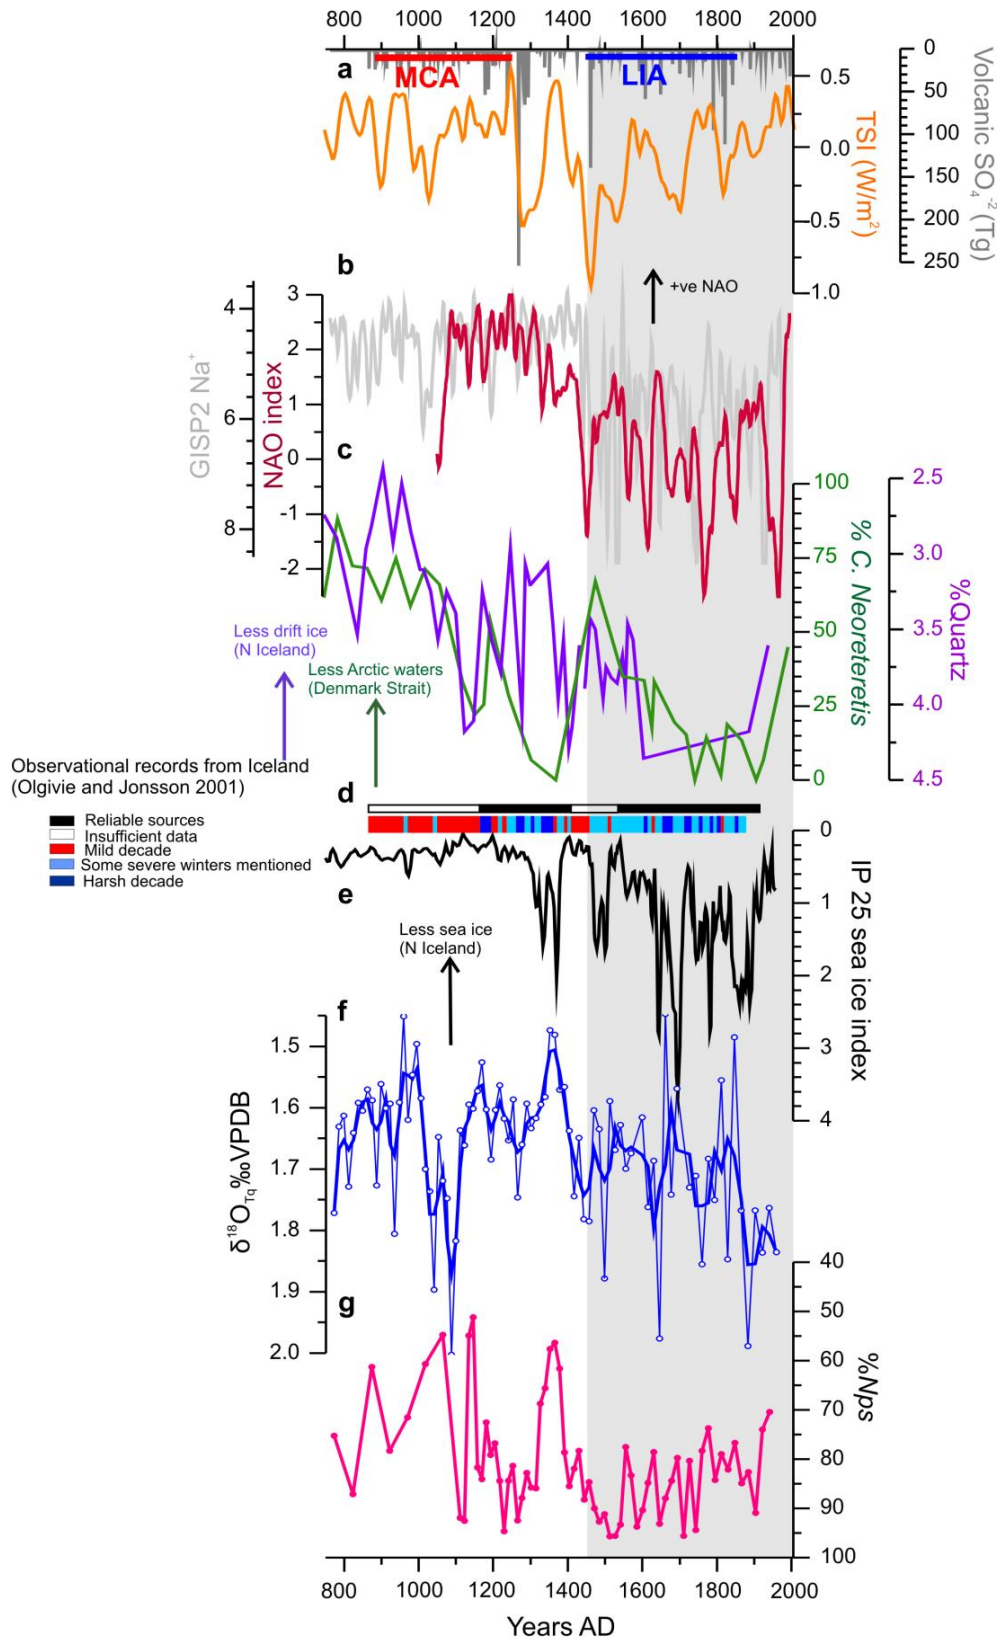 800 1000 1200 1400 1600 1800 2000
a
MCA
LIA
0.5
0.0
-0.5
-1.0
TSI (W/m²)
0
50
100
150
200
250
Volcanic SO₄⁻² (Tg)
b
+ve NAO
4
6
8
GISP2 Na⁺
3
2
1
0
-1
-2
NAO index
c
100
75
50
25
0
% C. Neoreteretis
2.5
3.0
3.5
4.0
4.5
%Quartz
Less drift ice
(N Iceland)
Less Arctic waters
(Denmark Strait)
Observational records from Iceland
(Olgivie and Jonsson 2001)
Reliable sources
Insufficient data
Mild decade
Some severe winters mentioned
Harsh decade
d
e
0
1
2
3
4
IP 25 sea ice index
Less sea ice
(N Iceland)
f
1.5
1.6
1.7
1.8
1.9
2.0
δ¹⁸O Tq‰VPDB
g
40
50
60
70
80
90
100
%Nps
800 1000 1200 1400 1600 1800 2000
Years AD